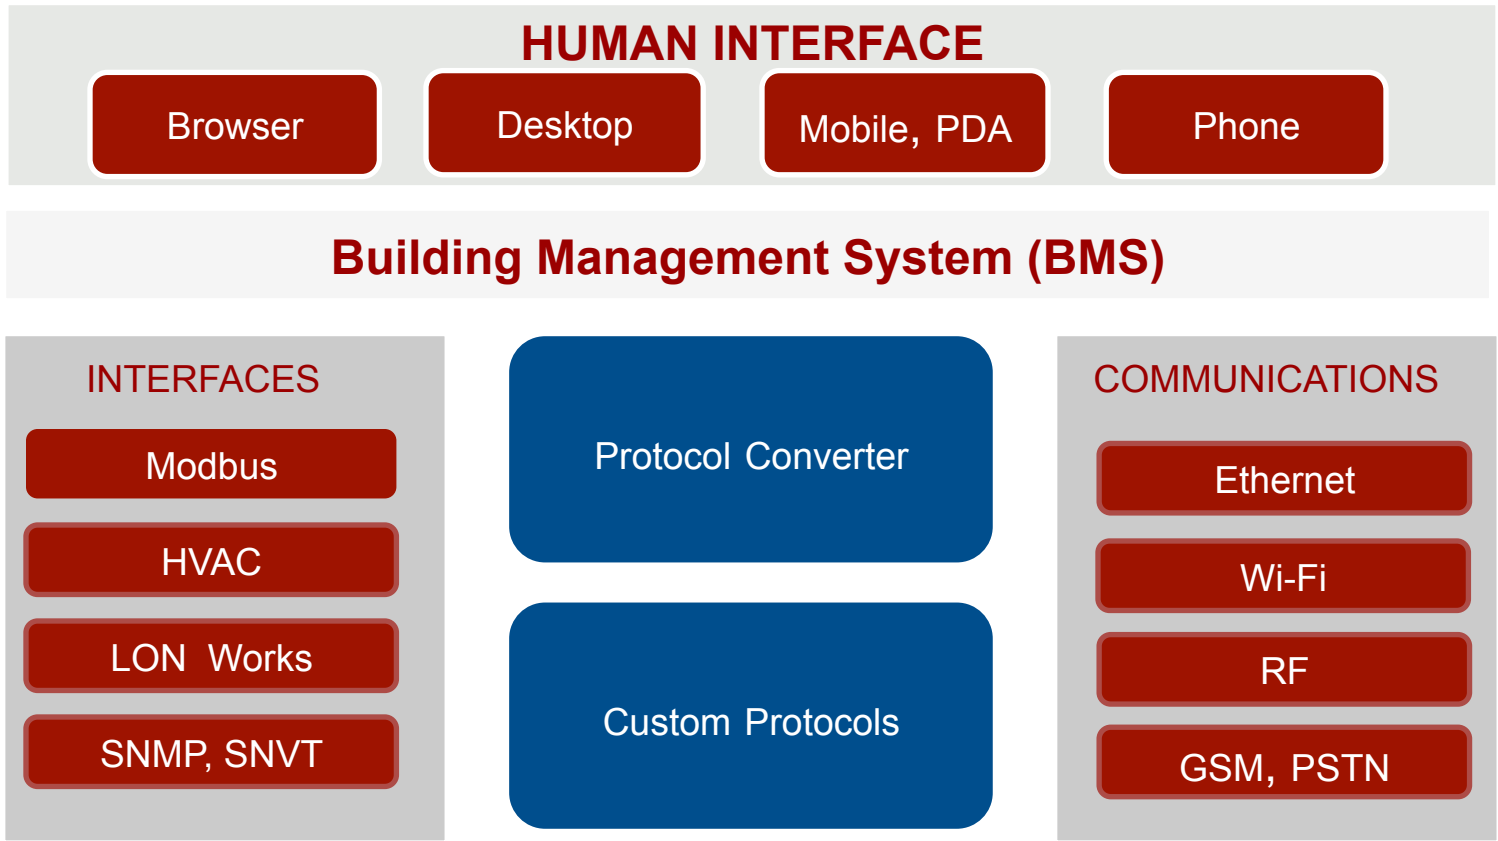 HUMAN INTERFACE
Browser
Desktop
Mobile, PDA
Phone
Building Management System (BMS)
INTERFACES
Modbus
HVAC
LON Works
SNMP, SNVT
Protocol Converter
Custom Protocols
COMMUNICATIONS
Ethernet
Wi-Fi
RF
GSM, PSTN